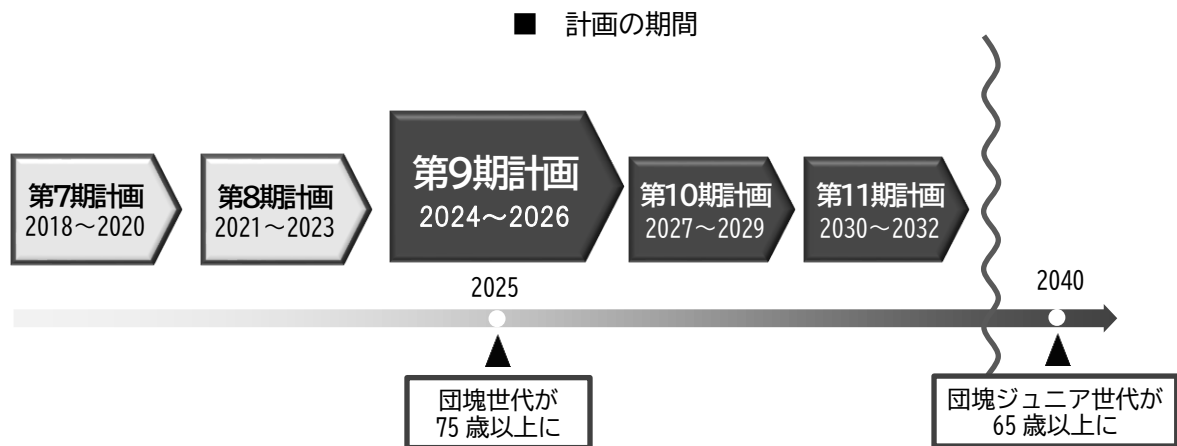 ■ 計画の期間
第7期計画
2018～2020
第8期計画
2021～2023
第9期計画
2024～2026
第10期計画
2027～2029
第11期計画
2030～2032
2025
2040
団塊世代が
75 歳以上に
団塊ジュニア世代が
65 歳以上に